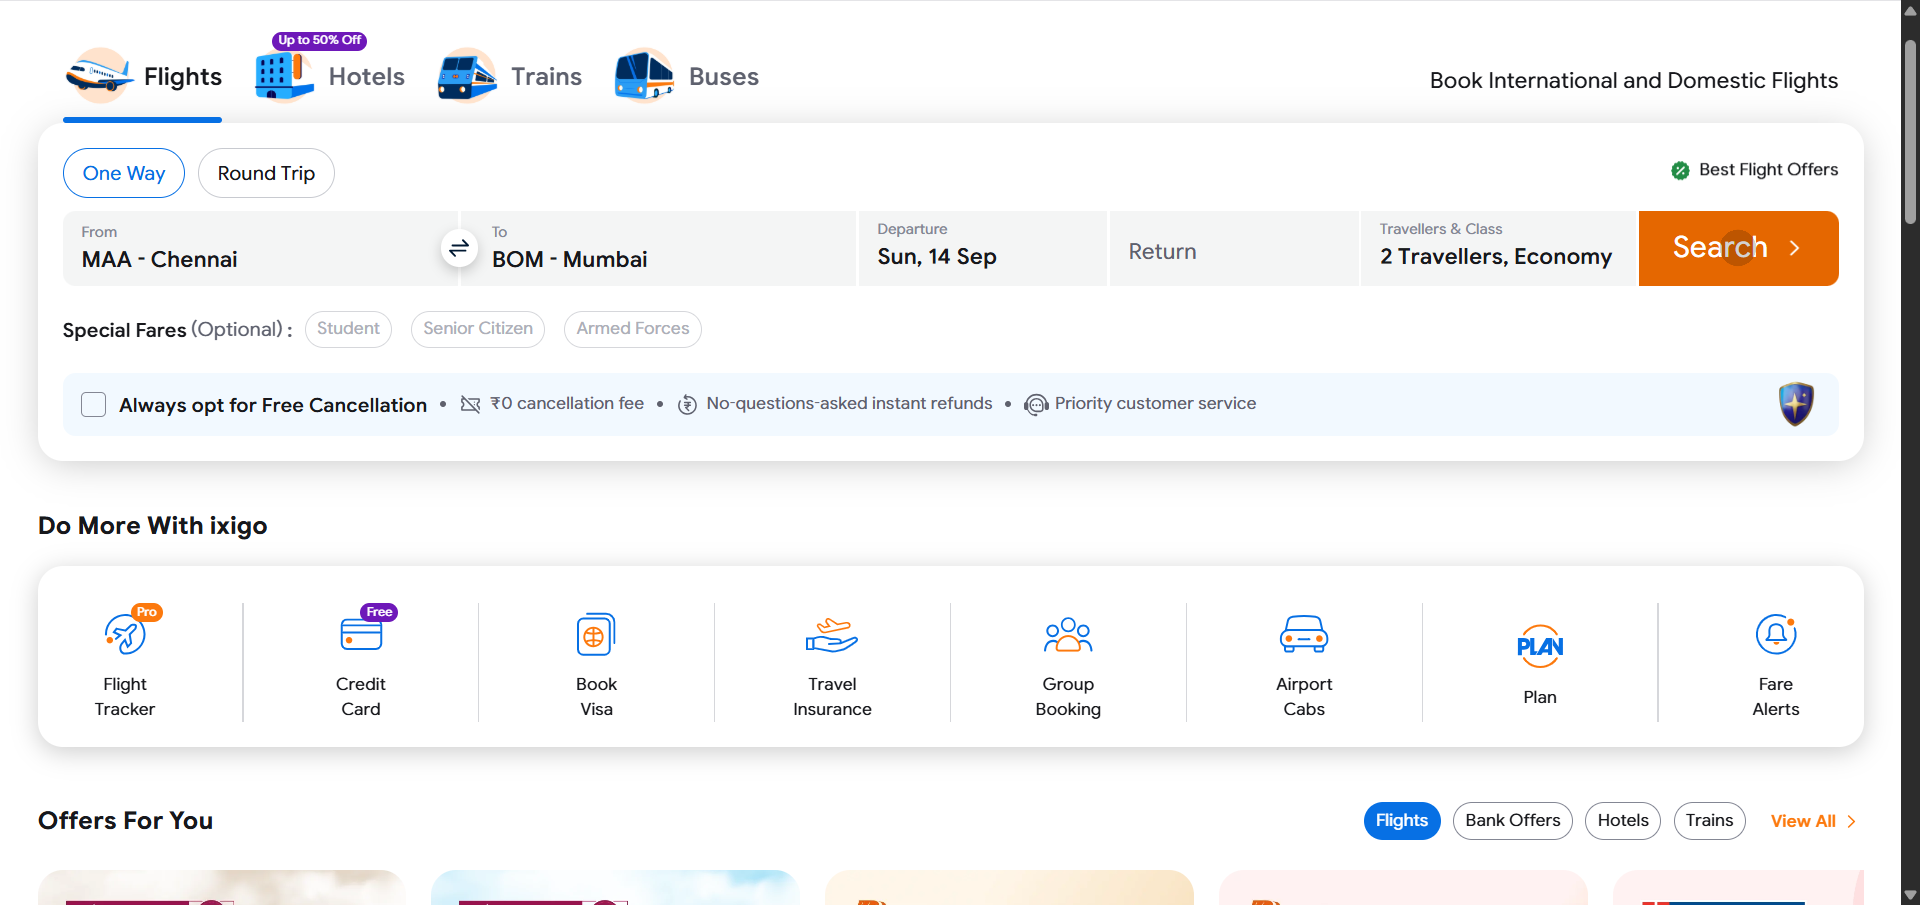 Up to 50% Off
Flights
Hotels
Trains
Buses
Book International and Domestic Flights
One Way
Round Trip
Best Flight Offers
From
MAA - Chennai
To
BOM - Mumbai
Departure
Sun, 14 Sep
Return
Travellers & Class
2 Travellers, Economy
Search
Special Fares (Optional) :
Student
Senior Citizen
Armed Forces
Always opt for Free Cancellation
• ₹0 cancellation fee
• No-questions-asked instant refunds
• Priority customer service
Do More With ixigo
Pro
Flight
Tracker
Free
Credit
Card
Book
Visa
Travel
Insurance
Group
Booking
Airport
Cabs
PLAN
Plan
Fare
Alerts
Offers For You
Flights
Bank Offers
Hotels
Trains
View All